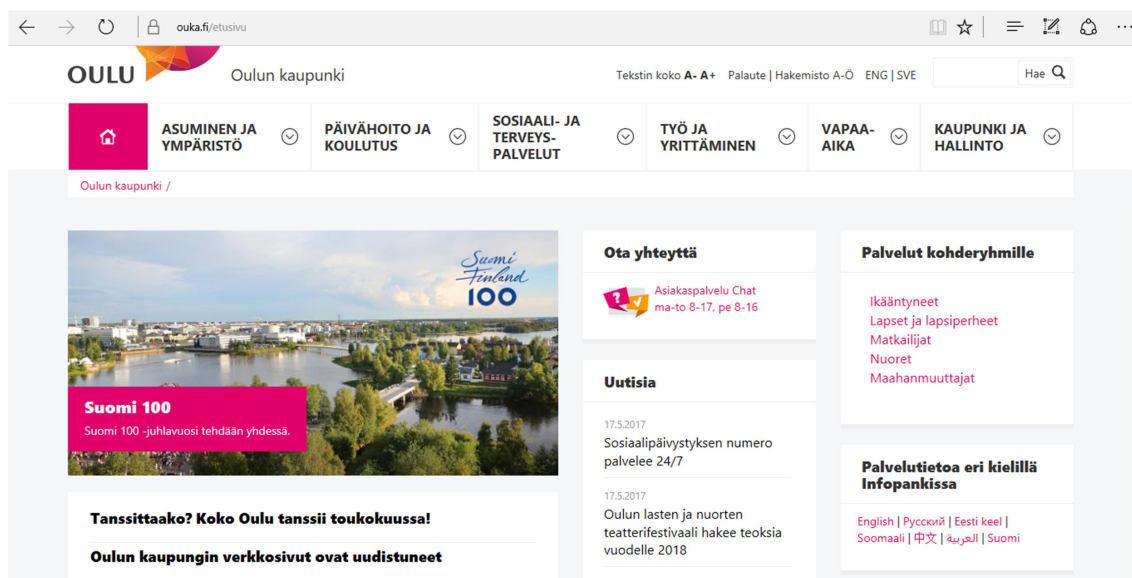 ouka.fi/etusivu
OULU
Oulun kaupunki
Tekstin koko A- A+ Palaute | Hakemisto A-Ö ENG | SVE
Hae
ASUMINEN JA
YMPÄRISTÖ
PÄIVÄHOITO JA
KOULUTUS
SOSIAALI- JA
TERVEYS-
PALVELUT
TYÖ JA
YRITTÄMINEN
VAPAA-
AIKA
KAUPUNKI JA
HALLINTO
Oulun kaupunki /
Suomi
Finland
100
Suomi 100
Suomi 100 -juhlavuosi tehdään yhdessä.
Tanssittaako? Koko Oulu tanssii toukokuussa!
Oulun kaupungin verkkosivut ovat uudistuneet
Ota yhteyttä
Asiakaspalvelu Chat
ma-to 8-17, pe 8-16
Uutisia
17.5.2017
Sosiaalipäivystyksen numero
palvelee 24/7
17.5.2017
Oulun lasten ja nuorten
teatterifestivaali hakee teoksia
vuodelle 2018
Palvelut kohderyhmille
Ikääntyneet
Lapset ja lapsiperheet
Matkailijat
Nuoret
Maahanmuuttajat
Palvelutietoa eri kielillä
Infopankissa
English | Русский | Eesti keel |
Soomaali | 中文 | العربية | Suomi